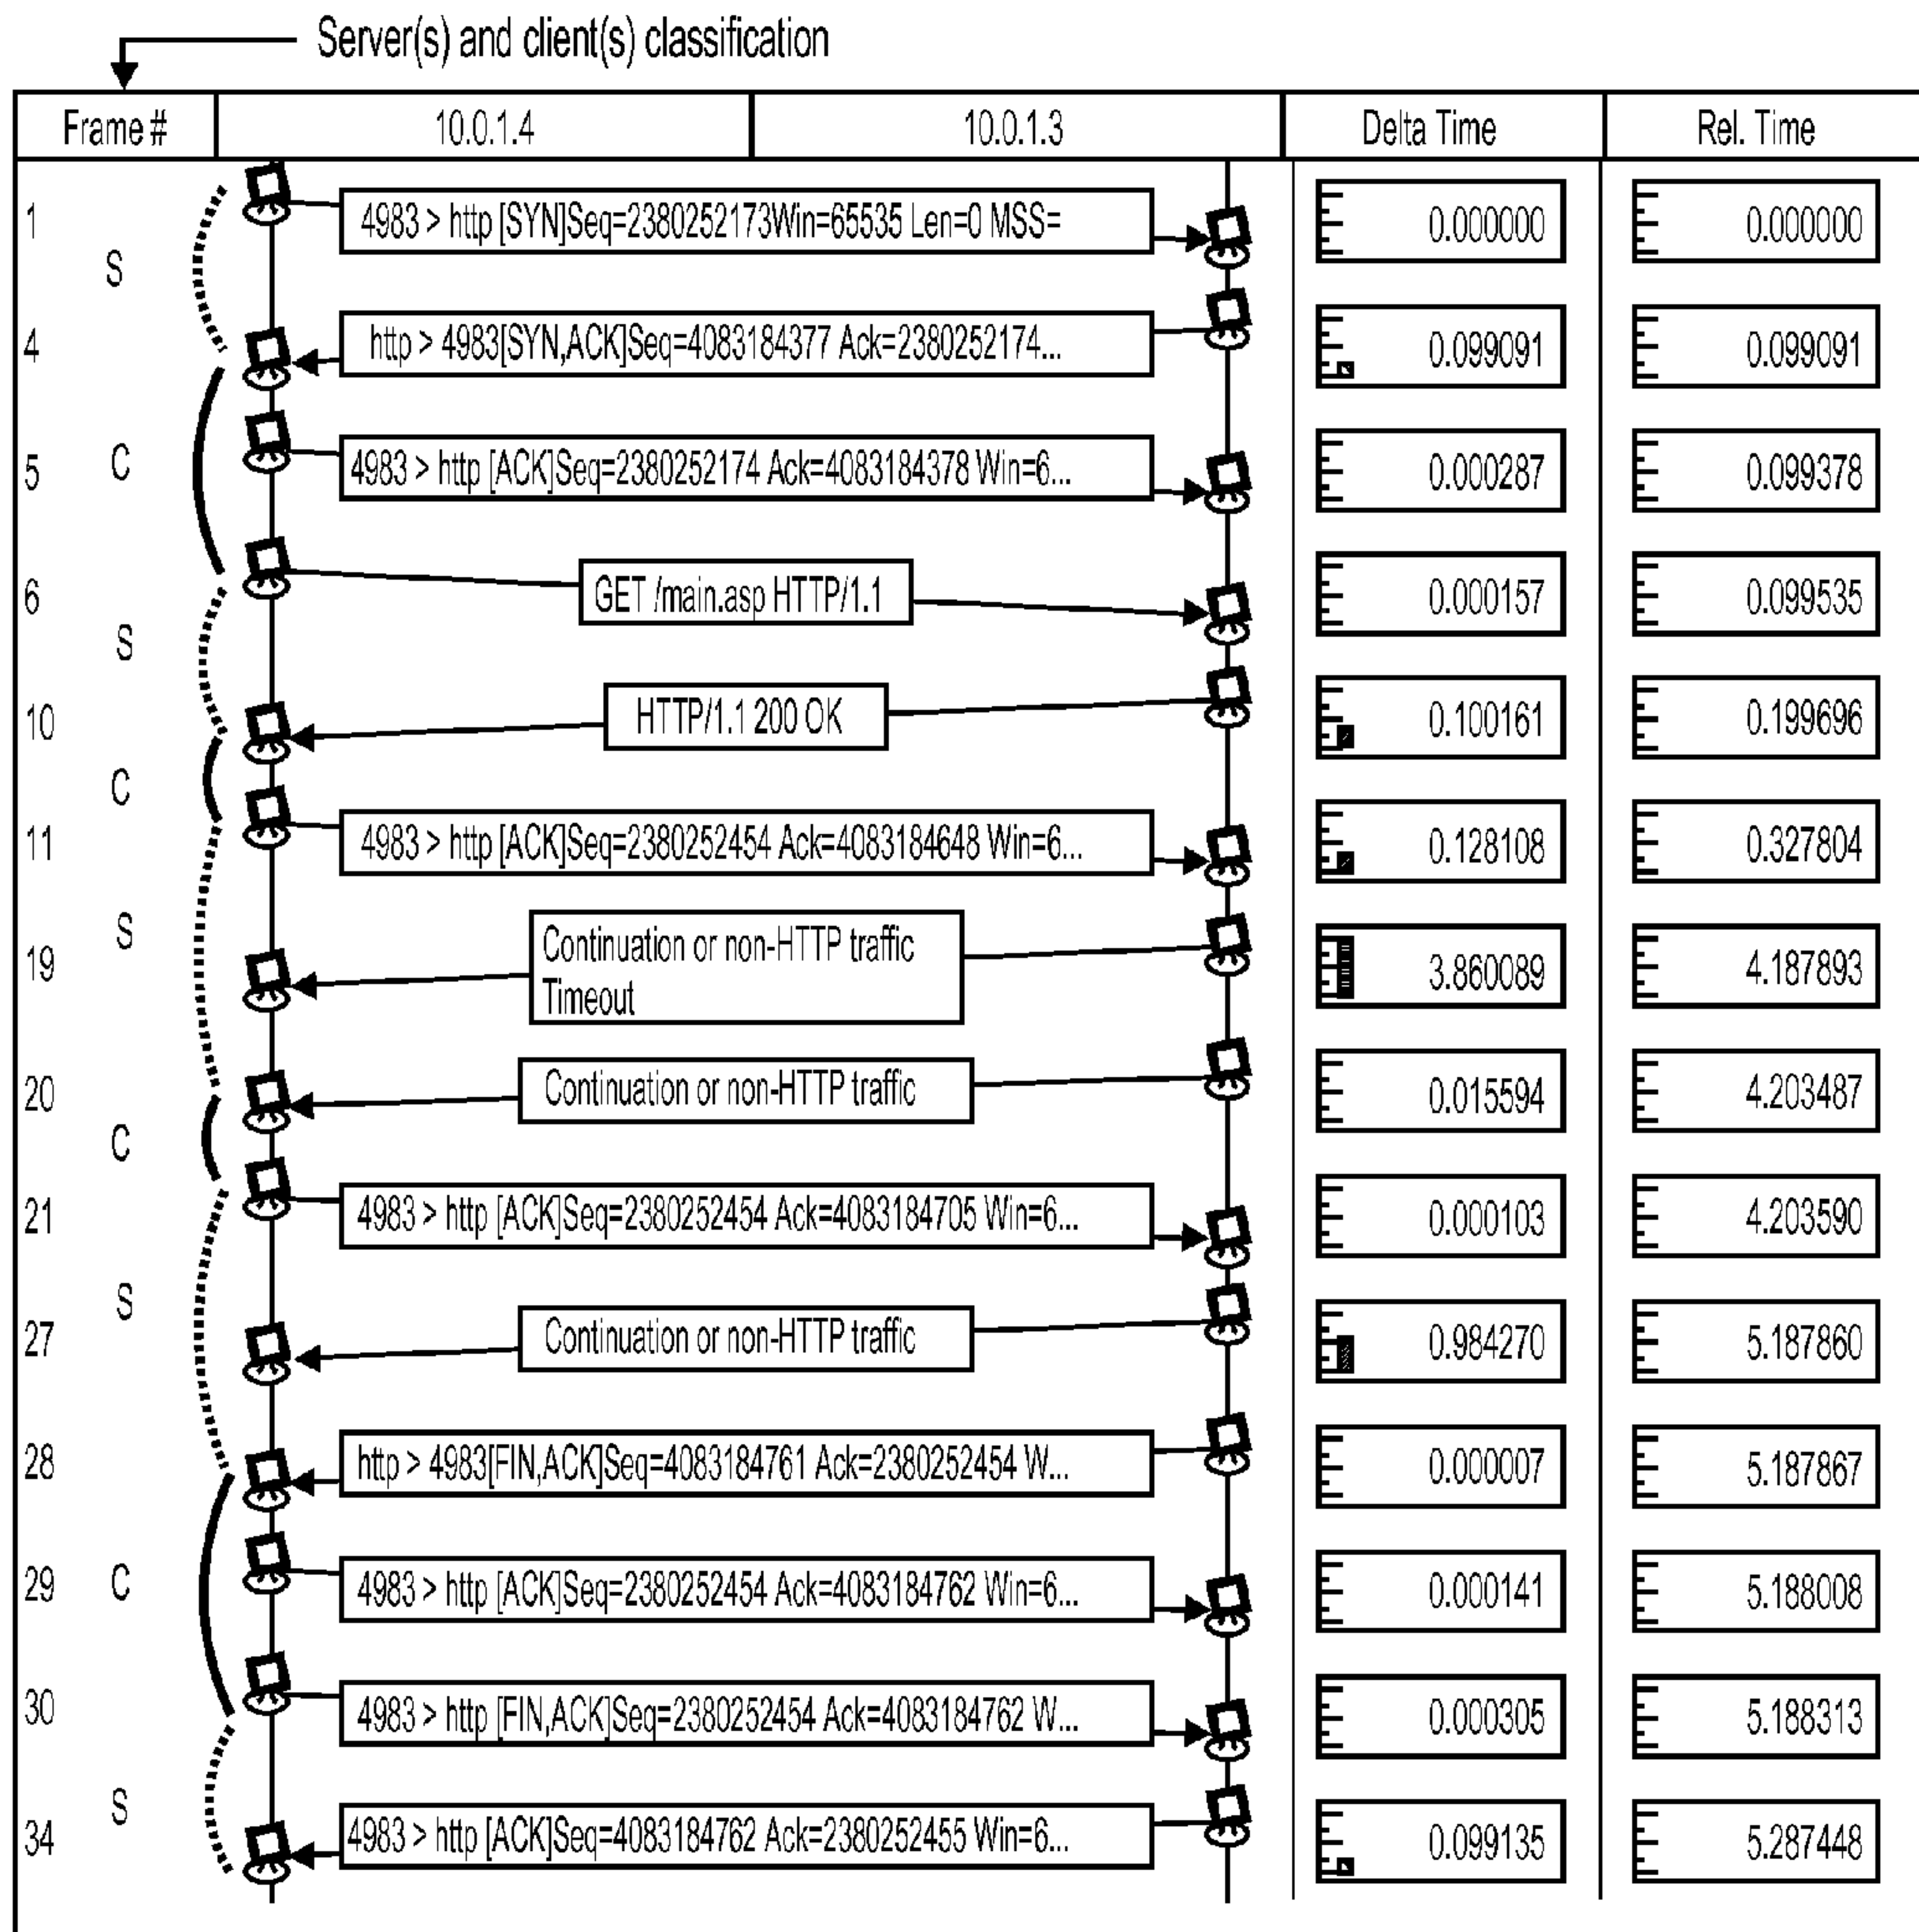 Server(s) and client(s) classification
Frame # 10.0.1.4 10.0.1.3 Delta Time Rel. Time
1 4983 > http [SYN]Seq=2380252173Win=65535 Len=0 MSS= 0.000000 0.000000
S
4 http > 4983[SYN,ACK]Seq=4083184377 Ack=2380252174... 0.099091 0.099091
5 C 4983 > http [ACK]Seq=2380252174 Ack=4083184378 Win=6... 0.000287 0.099378
6 GET /main.asp HTTP/1.1 0.000157 0.099535
S
10 HTTP/1.1 200 OK 0.100161 0.199696
C
11 4983 > http [ACK]Seq=2380252454 Ack=4083184648 Win=6... 0.128108 0.327804
S
19 Continuation or non-HTTP traffic 3.860089 4.187893
Timeout
20 Continuation or non-HTTP traffic 0.015594 4.203487
C
21 4983 > http [ACK]Seq=2380252454 Ack=4083184705 Win=6... 0.000103 4.203590
S
27 Continuation or non-HTTP traffic 0.984270 5.187860
28 http > 4983[FIN,ACK]Seq=4083184761 Ack=2380252454 W... 0.000007 5.187867
29 C 4983 > http [ACK]Seq=2380252454 Ack=4083184762 Win=6... 0.000141 5.188008
30 4983 > http [FIN,ACK]Seq=2380252454 Ack=4083184762 W... 0.000305 5.188313
S
34 4983 > http [ACK]Seq=4083184762 Ack=2380252455 Win=6... 0.099135 5.287448